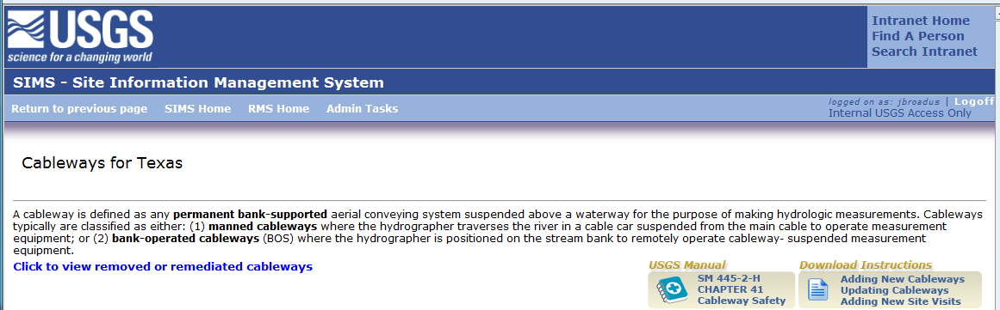 USGS
science for a changing world
Intranet Home
Find A Person
Search Intranet
SIMS - Site Information Management System
Return to previous page SIMS Home RMS Home Admin Tasks
logged on as: jbroadus | Logoff
Internal USGS Access Only
Cableways for Texas
A cableway is defined as any permanent bank-supported aerial conveying system suspended above a waterway for the purpose of making hydrologic measurements. Cableways
typically are classified as either: (1) manned cableways where the hydrographer traverses the river in a cable car suspended from the main cable to operate measurement
equipment; or (2) bank-operated cableways (BOS) where the hydrographer is positioned on the stream bank to remotely operate cableway- suspended measurement
equipment.
Click to view removed or remediated cableways
USGS Manual
SM 445-2-H
CHAPTER 41
Cableway Safety
Download Instructions
Adding New Cableways
Updating Cableways
Adding New Site Visits